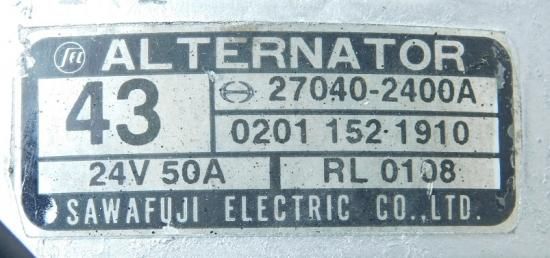 ALTERNATOR
43
27040-2400A
0201 152-1910
24V 50A RL 0108
SAWAFUJI ELECTRIC CO.,LTD.